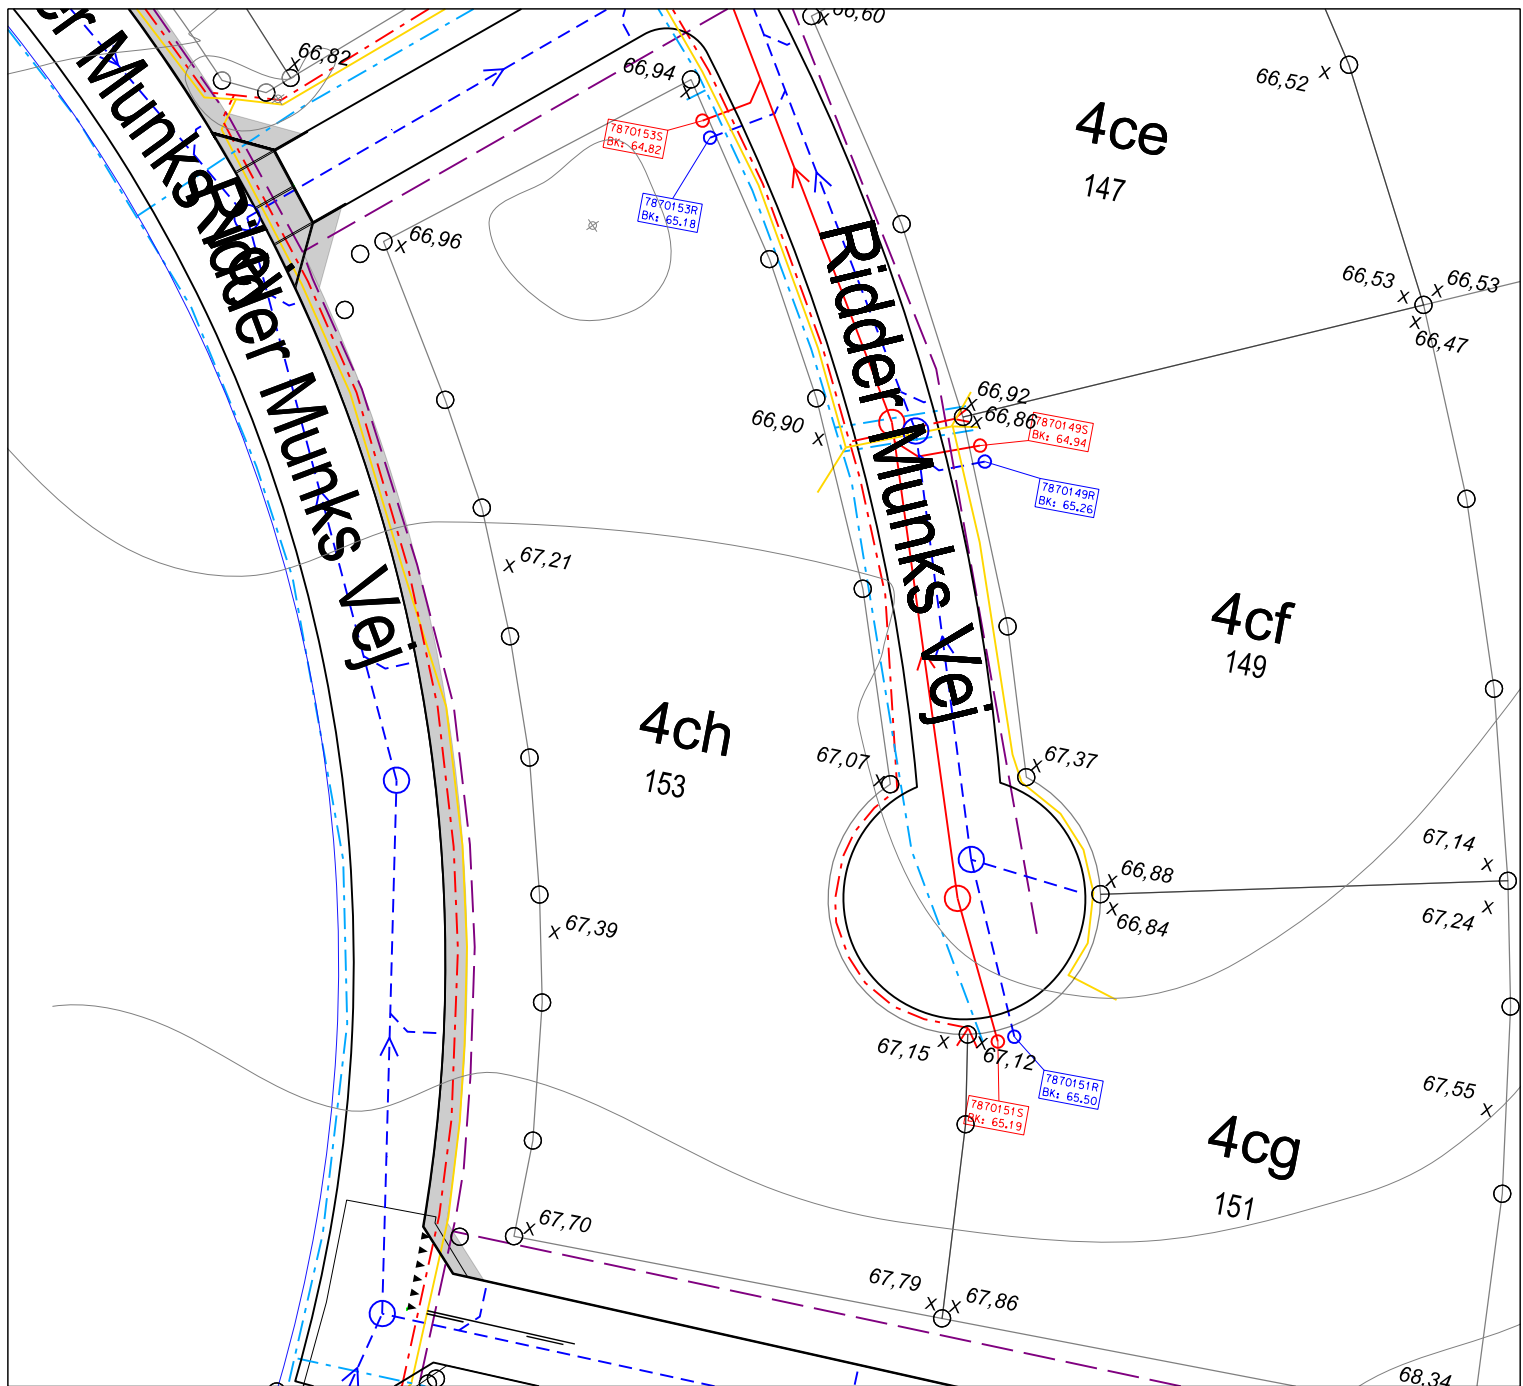 66,60
66,82
66,94
66,52
4ce
147
7870153S
BK: 64.82
7870153R
BK: 65.18
er Munks Vej
Ridder Munks Vej
Ridder Munks Vej
66,96
66,53
66,53
66,47
66,92
66,86
66,90
7870149S
BK: 64.94
7870149R
BK: 65.26
67,21
4cf
149
4ch
153
67,07
67,37
67,14
66,88
66,84
67,24
67,39
67,15
67,12
7870151R
BK: 65.50
7870151S
BK: 65.19
67,55
4cg
151
67,70
67,79
67,86
68,34